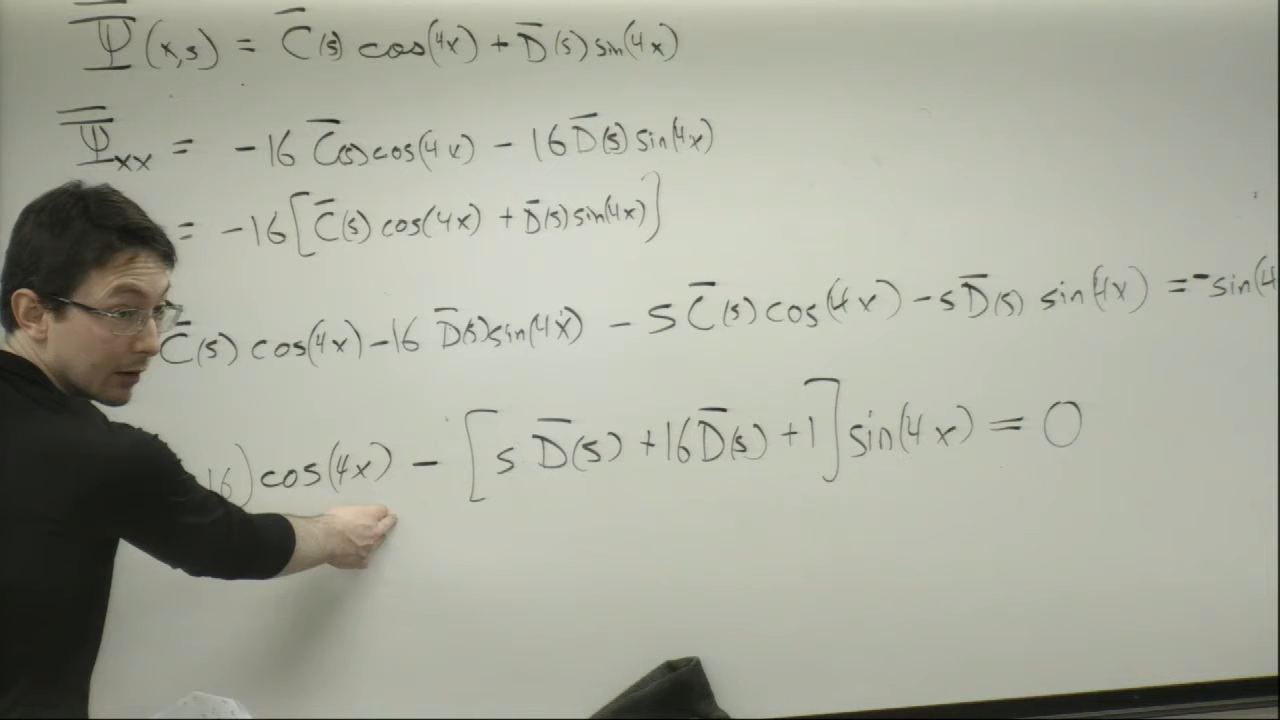 Ψ̿(x,s) = C̅(s) cos(4x) + D̅(s) sin(4x)
Ψ̿xx = -16 C̅(s) cos(4x) - 16 D̅(s) sin(4x)
= -16 [C̅(s) cos(4x) + D̅(s) sin(4x)]
C̅(s) cos(4x) - 16 D̅(s) sin(4x) - s C̅(s) cos(4x) - s D̅(s) sin(4x) = - sin(4
16) cos(4x) - [s D̅(s) + 16 D̅(s) + 1] sin(4x) = 0